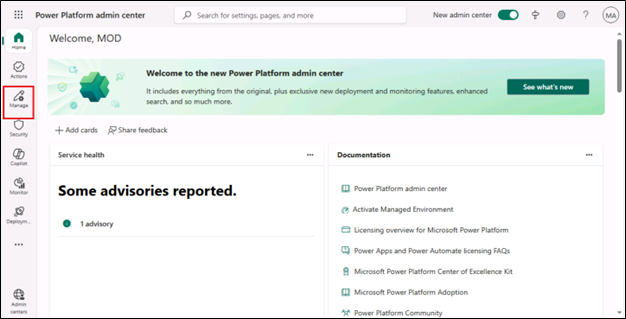 Power Platform admin center
Search for settings, pages, and more
New admin center
MA
Home
Welcome, MOD
Actions
Manage
Security
Copilot
Monitor
Deploym...
Admin
centers
Welcome to the new Power Platform admin center
It includes everything from the original, plus exclusive new deployment and monitoring features, enhanced
search, and so much more.
See what's new
Add cards
Share feedback
Service health
Some advisories reported.
1 advisory
Documentation
Power Platform admin center
Activate Managed Environment
Licensing overview for Microsoft Power Platform
Power Apps and Power Automate licensing FAQs
Microsoft Power Platform Center of Excellence Kit
Microsoft Power Platform Adoption
Power Platform Community